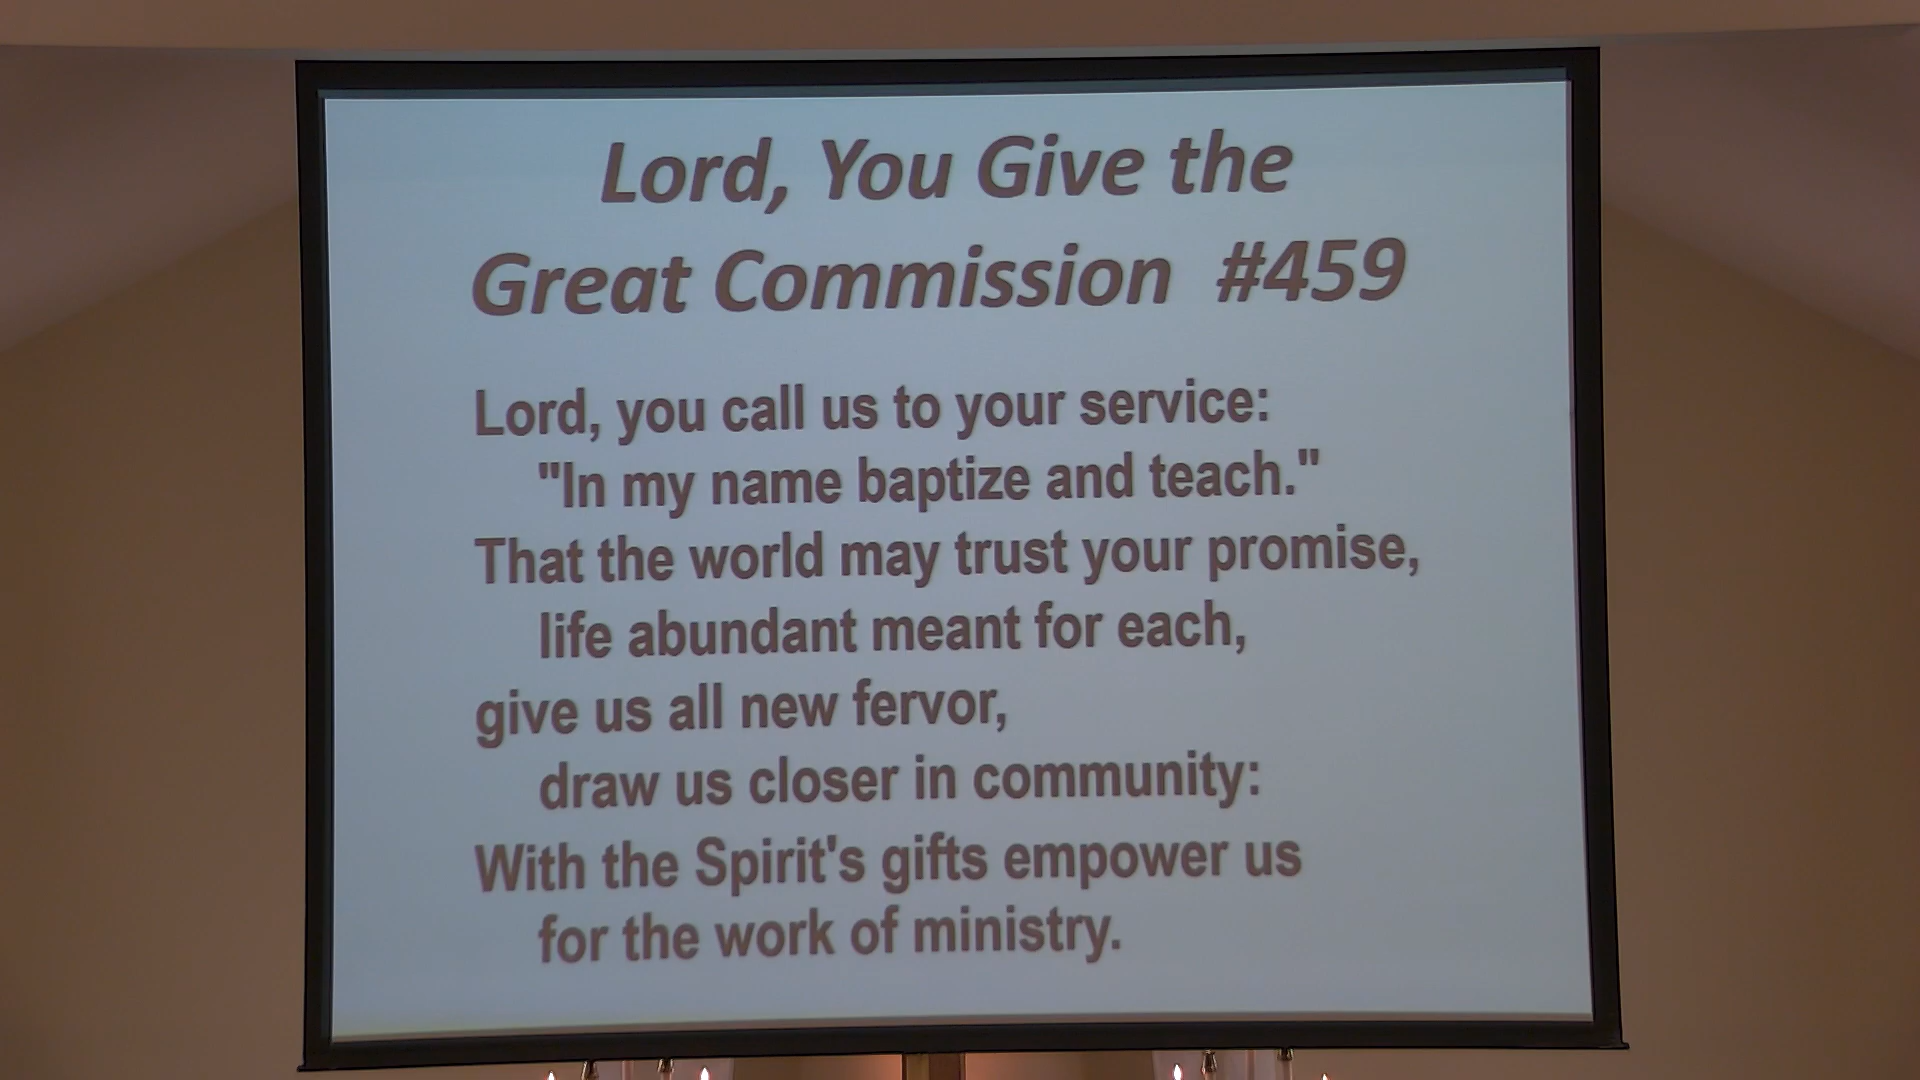 Lord, You Give the
Great Commission #459
Lord, you call us to your service:
"In my name baptize and teach."
That the world may trust your promise,
life abundant meant for each,
give us all new fervor,
draw us closer in community:
With the Spirit's gifts empower us
for the work of ministry.